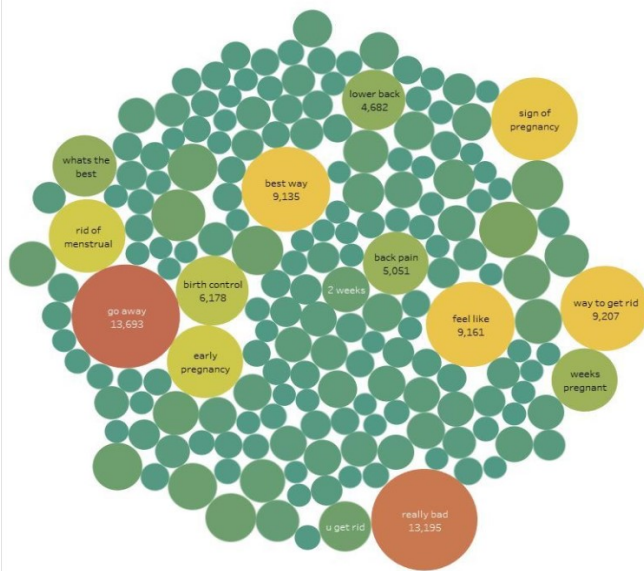 lower back
4,682
sign of
pregnancy
whats the
best
best way
9,135
rid of
menstrual
back pain
5,051
birth control
6,178
2 weeks
go away
13,693
feel like
9,161
way to get rid
9,207
early
pregnancy
weeks
pregnant
really bad
13,195
u get rid